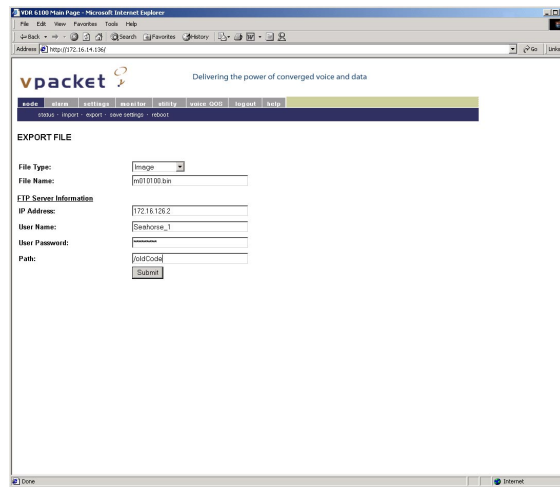 VDR 6100 Main Page - Microsoft Internet Explorer
File Edit View Favorites Tools Help
Back Search Favorites History
Address http://172.16.14.136/ Go Links
vpacket Delivering the power of converged voice and data
node alarm settings monitor utility voice QOS logout help
status - import - export - save settings - reboot
EXPORT FILE
File Type: Image
File Name: m010100.bin
FTP Server Information
IP Address: 172.16.126.2
User Name: Seahorse_1
User Password: **********
Path: /oldCode
Submit
Done Internet